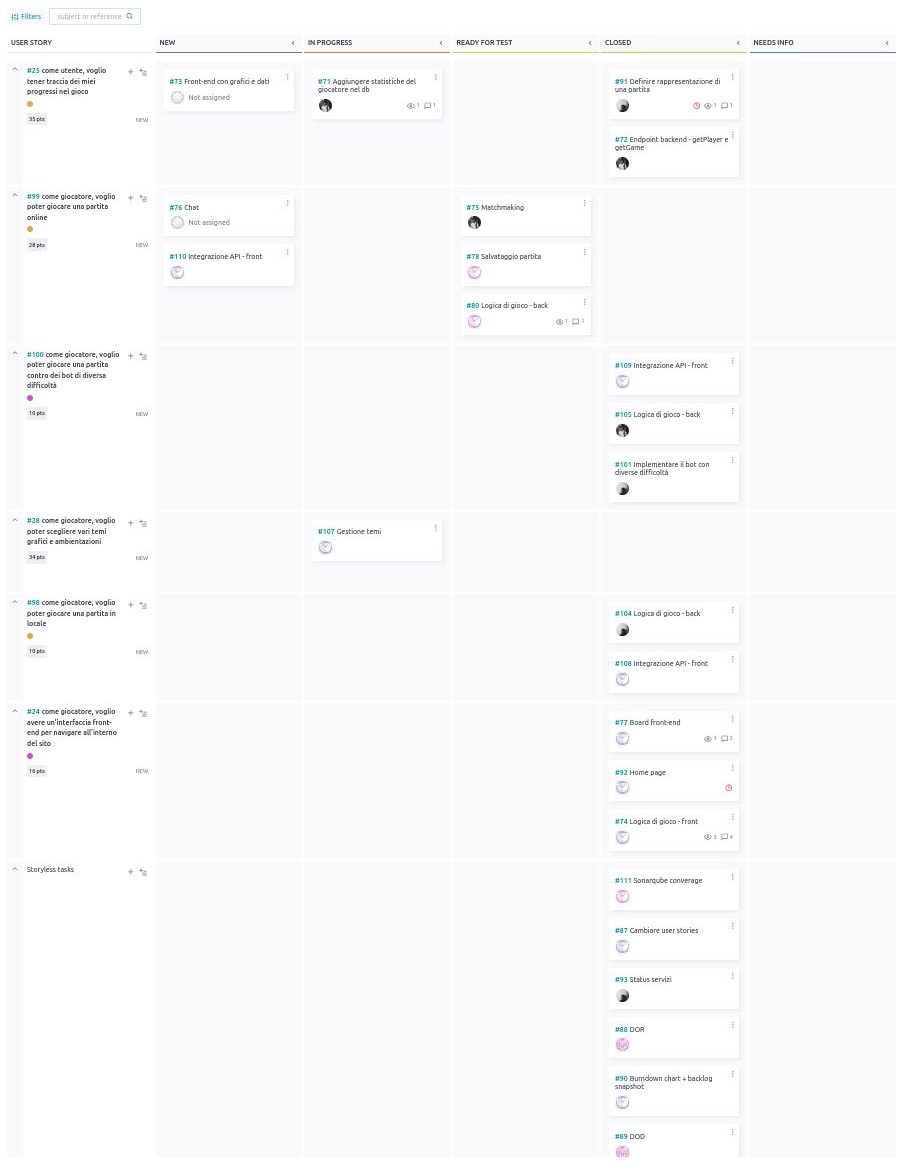 Filters
subject or reference
USER STORY
NEW
IN PROGRESS
READY FOR TEST
CLOSED
NEEDS INFO
#25 come utente, voglio
tener traccia dei miei
progressi nel gioco
35 pts
NEW
#73 Front-end con grafici e dati
Not assigned
#71 Aggiungere statistiche del
giocatore nel db
1
1
#91 Definire rappresentazione di
una partita
1
1
#72 Endpoint backend - getPlayer e
getGame
#99 come giocatore, voglio
poter giocare una partita
online
28 pts
NEW
#76 Chat
Not assigned
#110 Integrazione API - front
#75 Matchmaking
#78 Salvataggio partita
#80 Logica di gioco - back
1
1
#100 come giocatore, voglio
poter giocare una partita
contro dei bot di diversa
difficoltà
10 pts
NEW
#109 Integrazione API - front
#105 Logica di gioco - back
#101 Implementare il bot con
diverse difficoltà
#28 come giocatore, voglio
poter scegliere vari temi
grafici e ambientazioni
34 pts
NEW
#107 Gestione temi
#98 come giocatore, voglio
poter giocare una partita in
locale
10 pts
NEW
#104 Logica di gioco - back
#108 Integrazione API - front
#24 come giocatore, voglio
avere un'interfaccia front-
end per navigare all'interno
del sito
16 pts
NEW
#77 Board front-end
1
2
#92 Home page
#74 Logica di gioco - front
Storyless tasks
#111 Sonarqube converage
#87 Cambiare user stories
#93 Status servizi
#88 DOR
#90 Burndown chart + backlog
snapshot
#89 DOD